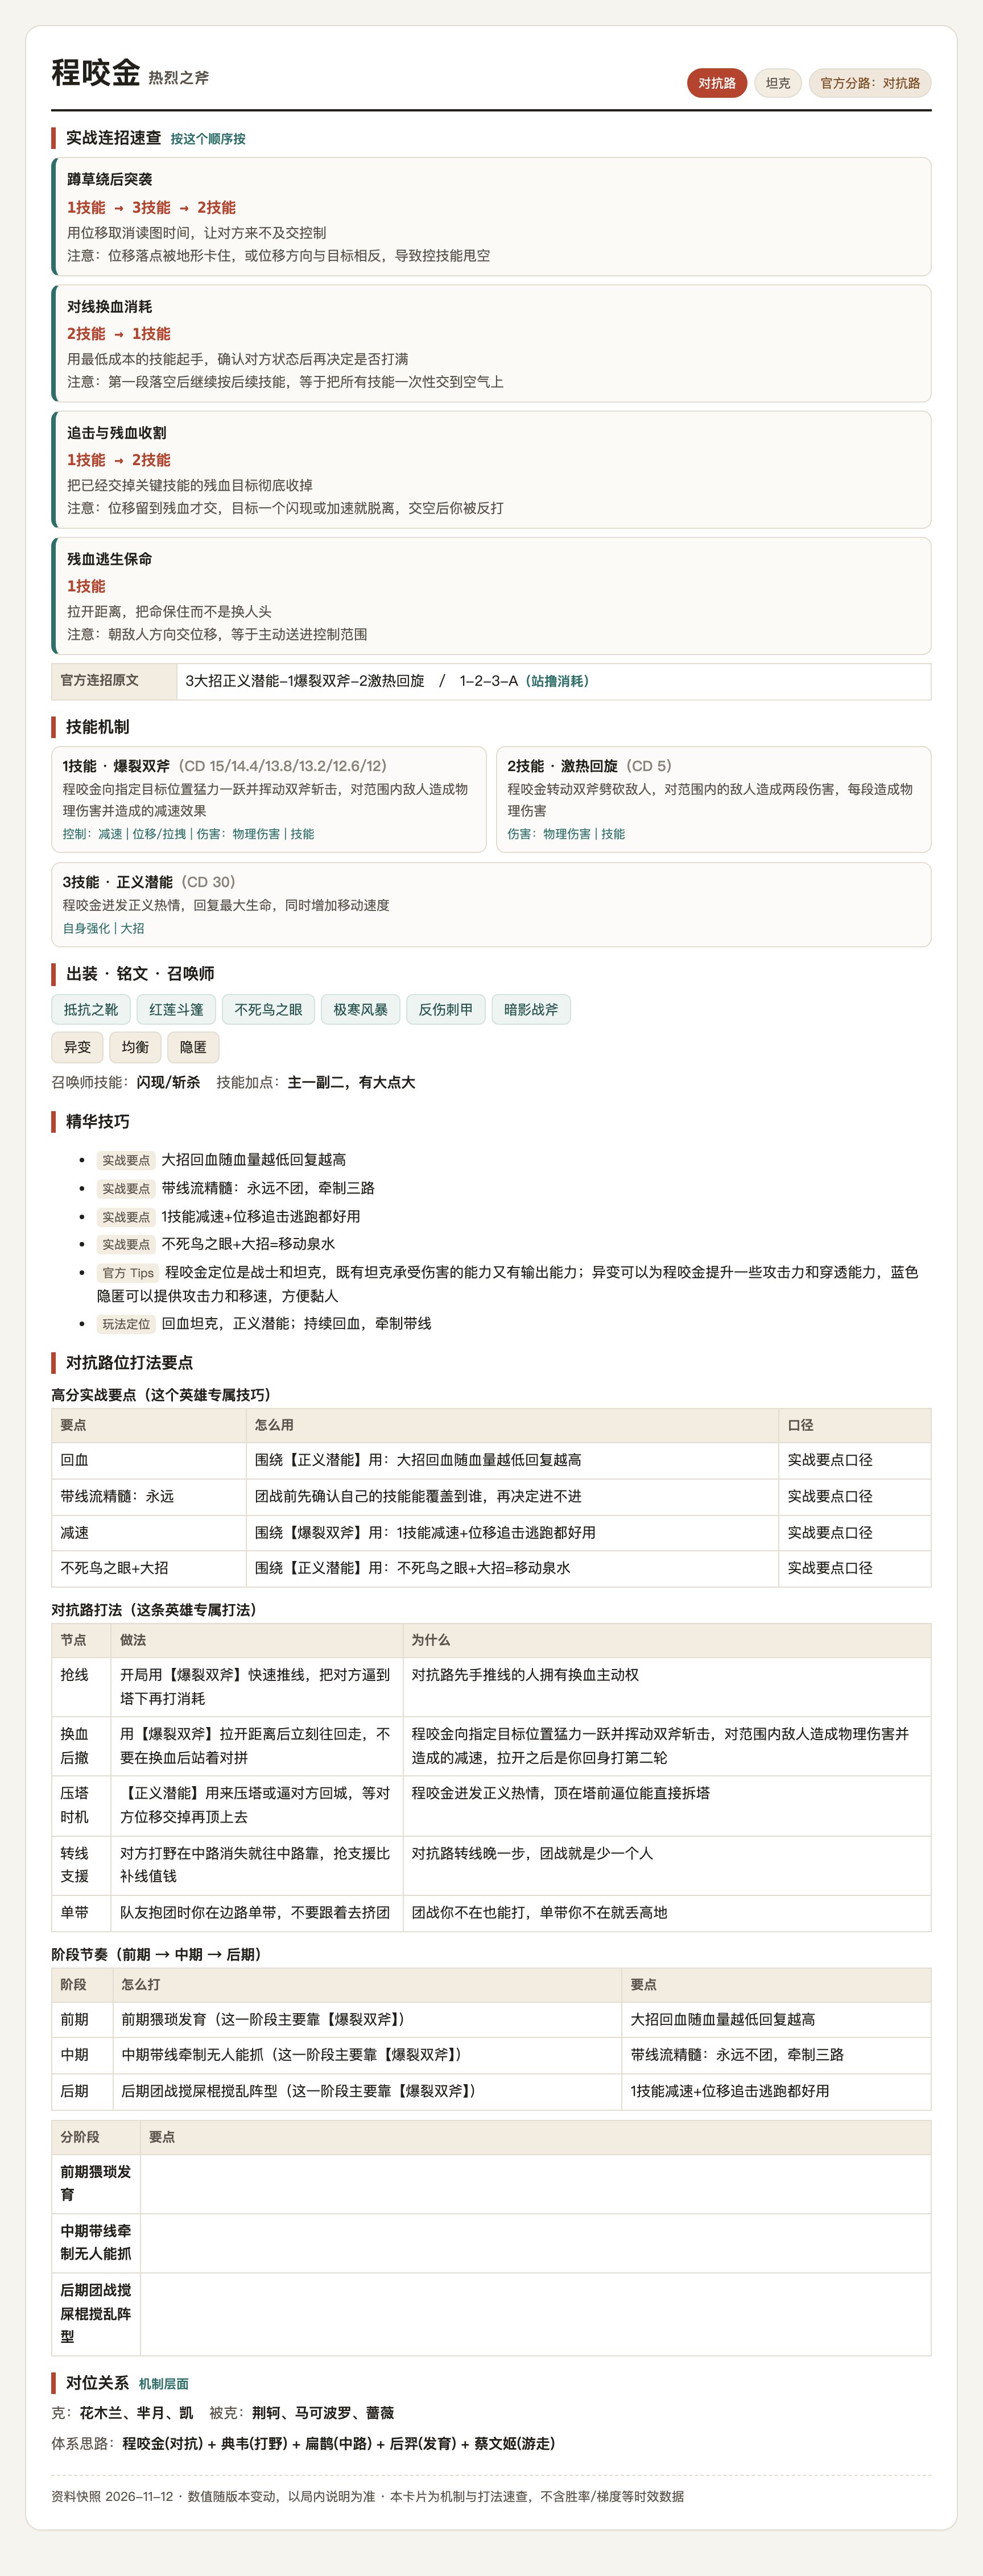 程咬金 热烈之斧
对抗路 坦克 官方分路：对抗路
实战连招速查 按这个顺序按
蹲草绕后突袭
1技能 → 3技能 → 2技能
用位移取消读图时间，让对方来不及交控制
注意：位移落点被地形卡住，或位移方向与目标相反，导致控技能甩空
对线换血消耗
2技能 → 1技能
用最低成本的技能起手，确认对方状态后再决定是否打满
注意：第一段落空后继续按后续技能，等于把所有技能一次性交到空气上
追击与残血收割
1技能 → 2技能
把已经交掉关键技能的残血目标彻底收掉
注意：位移留到残血才交，目标一个闪现或加速就脱离，交空后你被反打
残血逃生保命
1技能
拉开距离，把命保住而不是换人头
注意：朝敌人方向交位移，等于主动送进控制范围
官方连招原文 3大招正义潜能-1爆裂双斧-2激热回旋 / 1-2-3-A（站撸消耗）
技能机制
1技能 · 爆裂双斧（CD 15/14.4/13.8/13.2/12.6/12）
程咬金向指定目标位置猛力一跃并挥动双斧斩击，对范围内敌人造成物
理伤害并造成的减速效果
控制：减速 | 位移/拉拽 | 伤害：物理伤害 | 技能
2技能 · 激热回旋（CD 5）
程咬金转动双斧劈砍敌人，对范围内的敌人造成两段伤害，每段造成物
理伤害
伤害：物理伤害 | 技能
3技能 · 正义潜能（CD 30）
程咬金迸发正义热情，回复最大生命，同时增加移动速度
自身强化 | 大招
出装 · 铭文 · 召唤师
抵抗之靴 红莲斗篷 不死鸟之眼 极寒风暴 反伤刺甲 暗影战斧
异变 均衡 隐匿
召唤师技能：闪现/斩杀 技能加点：主一副二，有大点大
精华技巧
• 实战要点 大招回血随血量越低回复越高
• 实战要点 带线流精髓：永远不团，牵制三路
• 实战要点 1技能减速+位移追击逃跑都好用
• 实战要点 不死鸟之眼+大招=移动泉水
• 官方 Tips 程咬金定位是战士和坦克，既有坦克承受伤害的能力又有输出能力；异变可以为程咬金提升一些攻击力和穿透能力，蓝色
隐匿可以提供攻击力和移速，方便黏人
• 玩法定位 回血坦克，正义潜能；持续回血，牵制带线
对抗路位打法要点
高分实战要点（这个英雄专属技巧）
要点 怎么用 口径
回血 围绕【正义潜能】用：大招回血随血量越低回复越高 实战要点口径
带线流精髓：永远 团战前先确认自己的技能能覆盖到谁，再决定进不进 实战要点口径
减速 围绕【爆裂双斧】用：1技能减速+位移追击逃跑都好用 实战要点口径
不死鸟之眼+大招 围绕【正义潜能】用：不死鸟之眼+大招=移动泉水 实战要点口径
对抗路打法（这条英雄专属打法）
节点 做法 为什么
抢线 开局用【爆裂双斧】快速推线，把对方逼到 对抗路先手推线的人拥有换血主动权
塔下再打消耗
换血 用【爆裂双斧】拉开距离后立刻往回走，不 程咬金向指定目标位置猛力一跃并挥动双斧斩击，对范围内敌人造成物理伤害并
后撤 要在换血后站着对拼 造成的减速，拉开之后是你回身打第二轮
压塔 【正义潜能】用来压塔或逼对方回城，等对 程咬金迸发正义热情，顶在塔前逼位能直接拆塔
时机 方位移交掉再顶上去
转线 对方打野在中路消失就往中路靠，抢支援比 对抗路转线晚一步，团战就是少一个人
支援 补线值钱
单带 队友抱团时你在边路单带，不要跟着去挤团 团战你不在也能打，单带你不在就丢高地
阶段节奏（前期 → 中期 → 后期）
阶段 怎么打 要点
前期 前期猥琐发育（这一阶段主要靠【爆裂双斧】） 大招回血随血量越低回复越高
中期 中期带线牵制无人能抓（这一阶段主要靠【爆裂双斧】） 带线流精髓：永远不团，牵制三路
后期 后期团战搅屎棍搅乱阵型（这一阶段主要靠【爆裂双斧】） 1技能减速+位移追击逃跑都好用
分阶段 要点
前期猥琐发
育
中期带线牵
制无人能抓
后期团战搅
屎棍搅乱阵
型
对位关系 机制层面
克：花木兰、芈月、凯 被克：荆轲、马可波罗、蔷薇
体系思路：程咬金(对抗) + 典韦(打野) + 扁鹊(中路) + 后羿(发育) + 蔡文姬(游走)
资料快照 2026-11-12 · 数值随版本变动，以局内说明为准 · 本卡片为机制与打法速查，不含胜率/梯度等时效数据